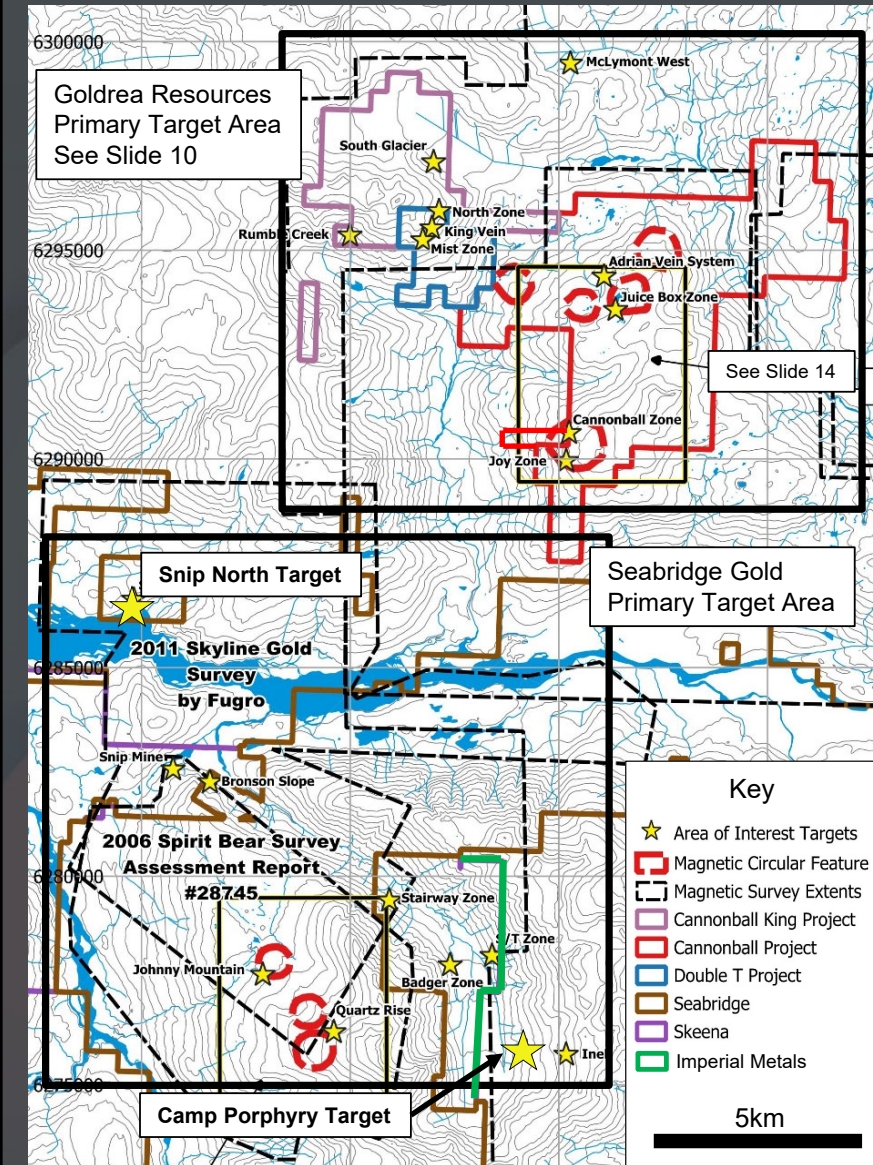 6300000
McLymont West
Goldrea Resources
Primary Target Area
See Slide 10
South Glacier
North Zone
King Vein
Rumble Creek
Mist Zone
6295000
Adrian Vein System
Juice Box Zone
See Slide 14
Cannonball Zone
Joy Zone
6290000
Snip North Target
Seabridge Gold
Primary Target Area
2011 Skyline Gold
Survey
by Fugro
6285000
Snip Mine
Bronson Slope
2006 Spirit Bear Survey
Assessment Report
#28745
6280000
Stairway Zone
S/T Zone
Johnny Mountain
Badger Zone
Quartz Rise
Inel
6275000
Camp Porphyry Target
Key
Area of Interest Targets
Magnetic Circular Feature
Magnetic Survey Extents
Cannonball King Project
Cannonball Project
Double T Project
Seabridge
Skeena
Imperial Metals
5km